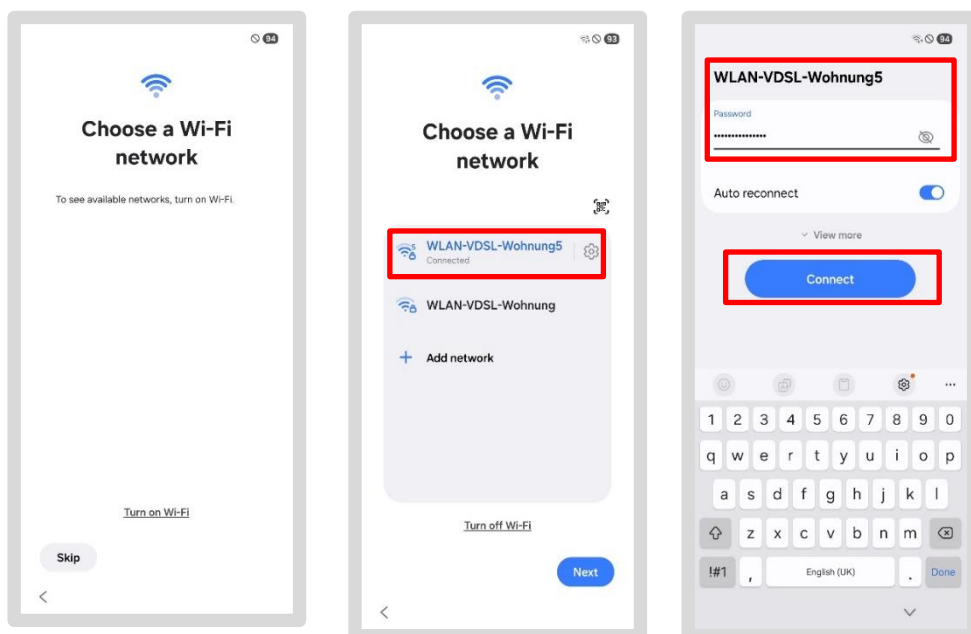 94
Choose a Wi-Fi
network
To see available networks, turn on Wi-Fi.
Turn on Wi-Fi
Skip
93
Choose a Wi-Fi
network
WLAN-VDSL-Wohnung5
Connected
WLAN-VDSL-Wohnung
Add network
Turn off Wi-Fi
Next
94
WLAN-VDSL-Wohnung5
Password
•••••••••••••••
Auto reconnect
View more
Connect
1 2 3 4 5 6 7 8 9 0
q w e r t y u i o p
a s d f g h j k l
z x c v b n m
!#1 , English (UK) . Done